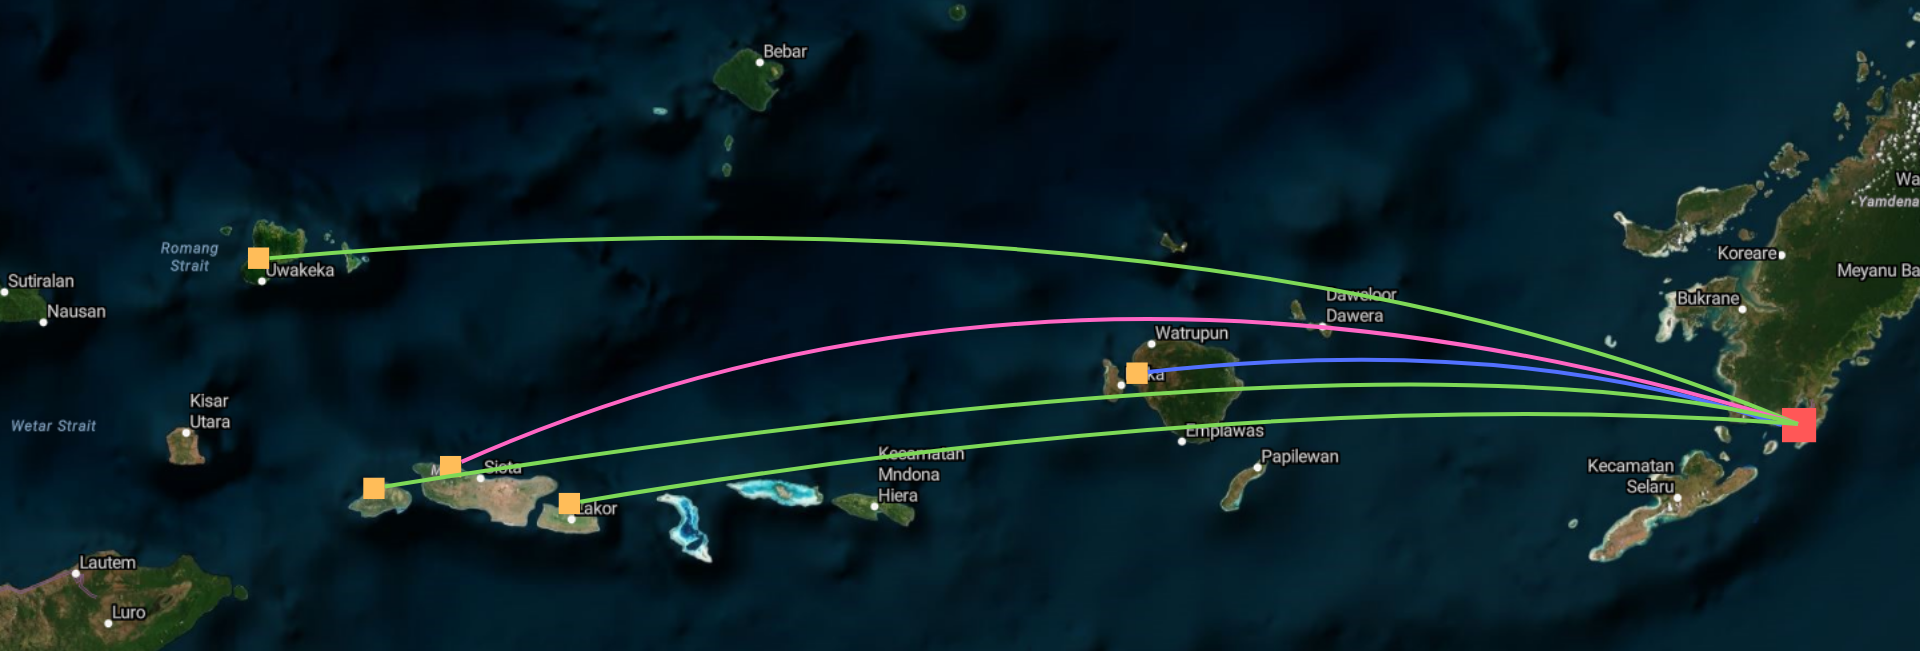 Bebar
Wa
Yamdena
Romang
Strait
Koreare
Uwakeka
Meyanu Ba
Sutiralan
Daweloor
Dawera
Bukrane
Nausan
Watrupun
ka
Kisar
Utara
Wetar Strait
Emplawas
Kecamatan
Mndona
Hiera
Papilewan
M
Siota
Kecamatan
Selaru
Lakor
Lautem
Luro